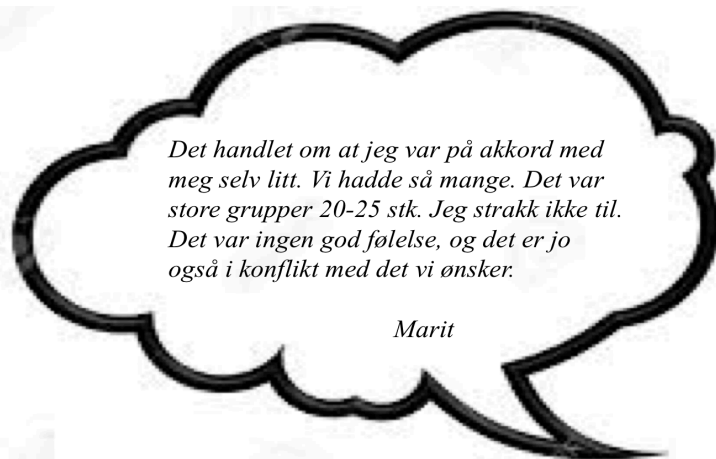 Det handlet om at jeg var på akkord med
meg selv litt. Vi hadde så mange. Det var
store grupper 20-25 stk. Jeg strakk ikke til.
Det var ingen god følelse, og det er jo
også i konflikt med det vi ønsker.
Marit